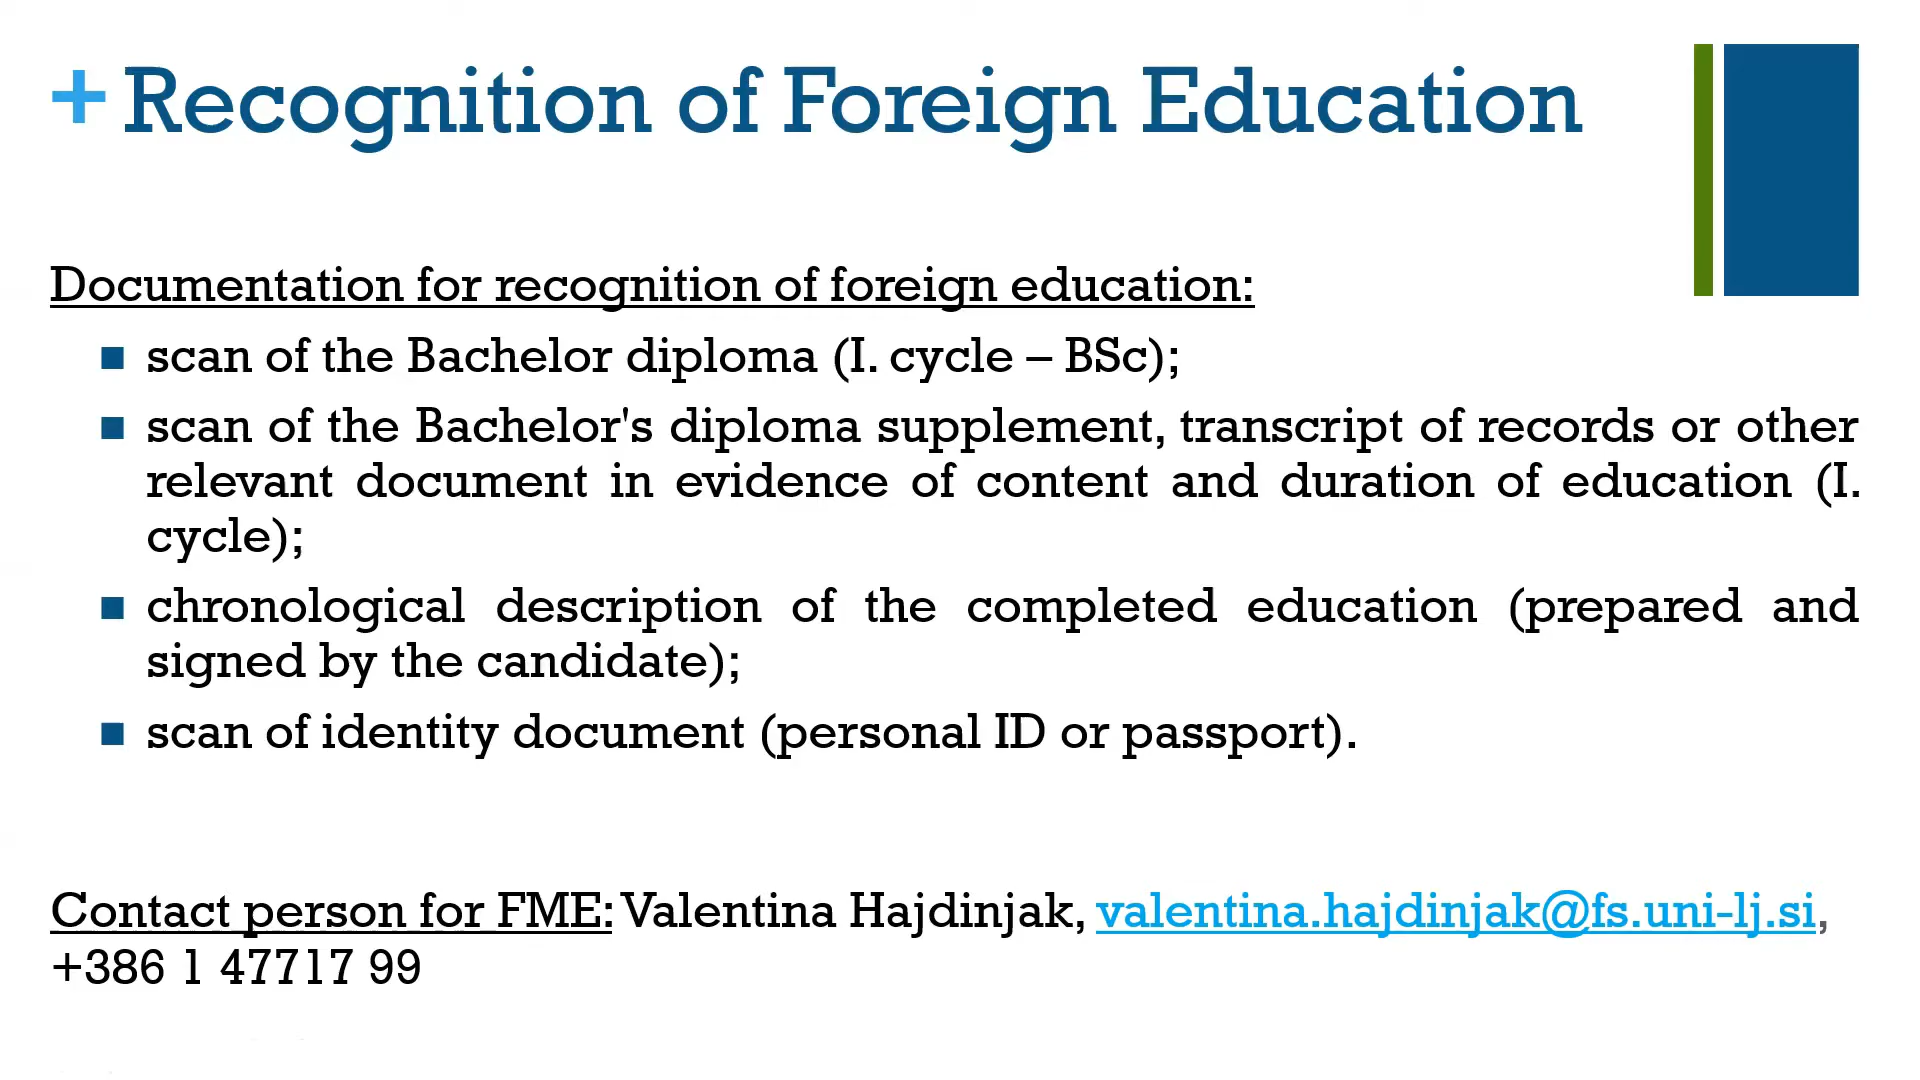 + Recognition of Foreign Education
Documentation for recognition of foreign education:
■ scan of the Bachelor diploma (I. cycle – BSc);
■ scan of the Bachelor's diploma supplement, transcript of records or other
relevant document in evidence of content and duration of education (I.
cycle);
■ chronological description of the completed education (prepared and
signed by the candidate);
■ scan of identity document (personal ID or passport).
Contact person for FME: Valentina Hajdinjak, valentina.hajdinjak@fs.uni-lj.si,
+386 1 47717 99